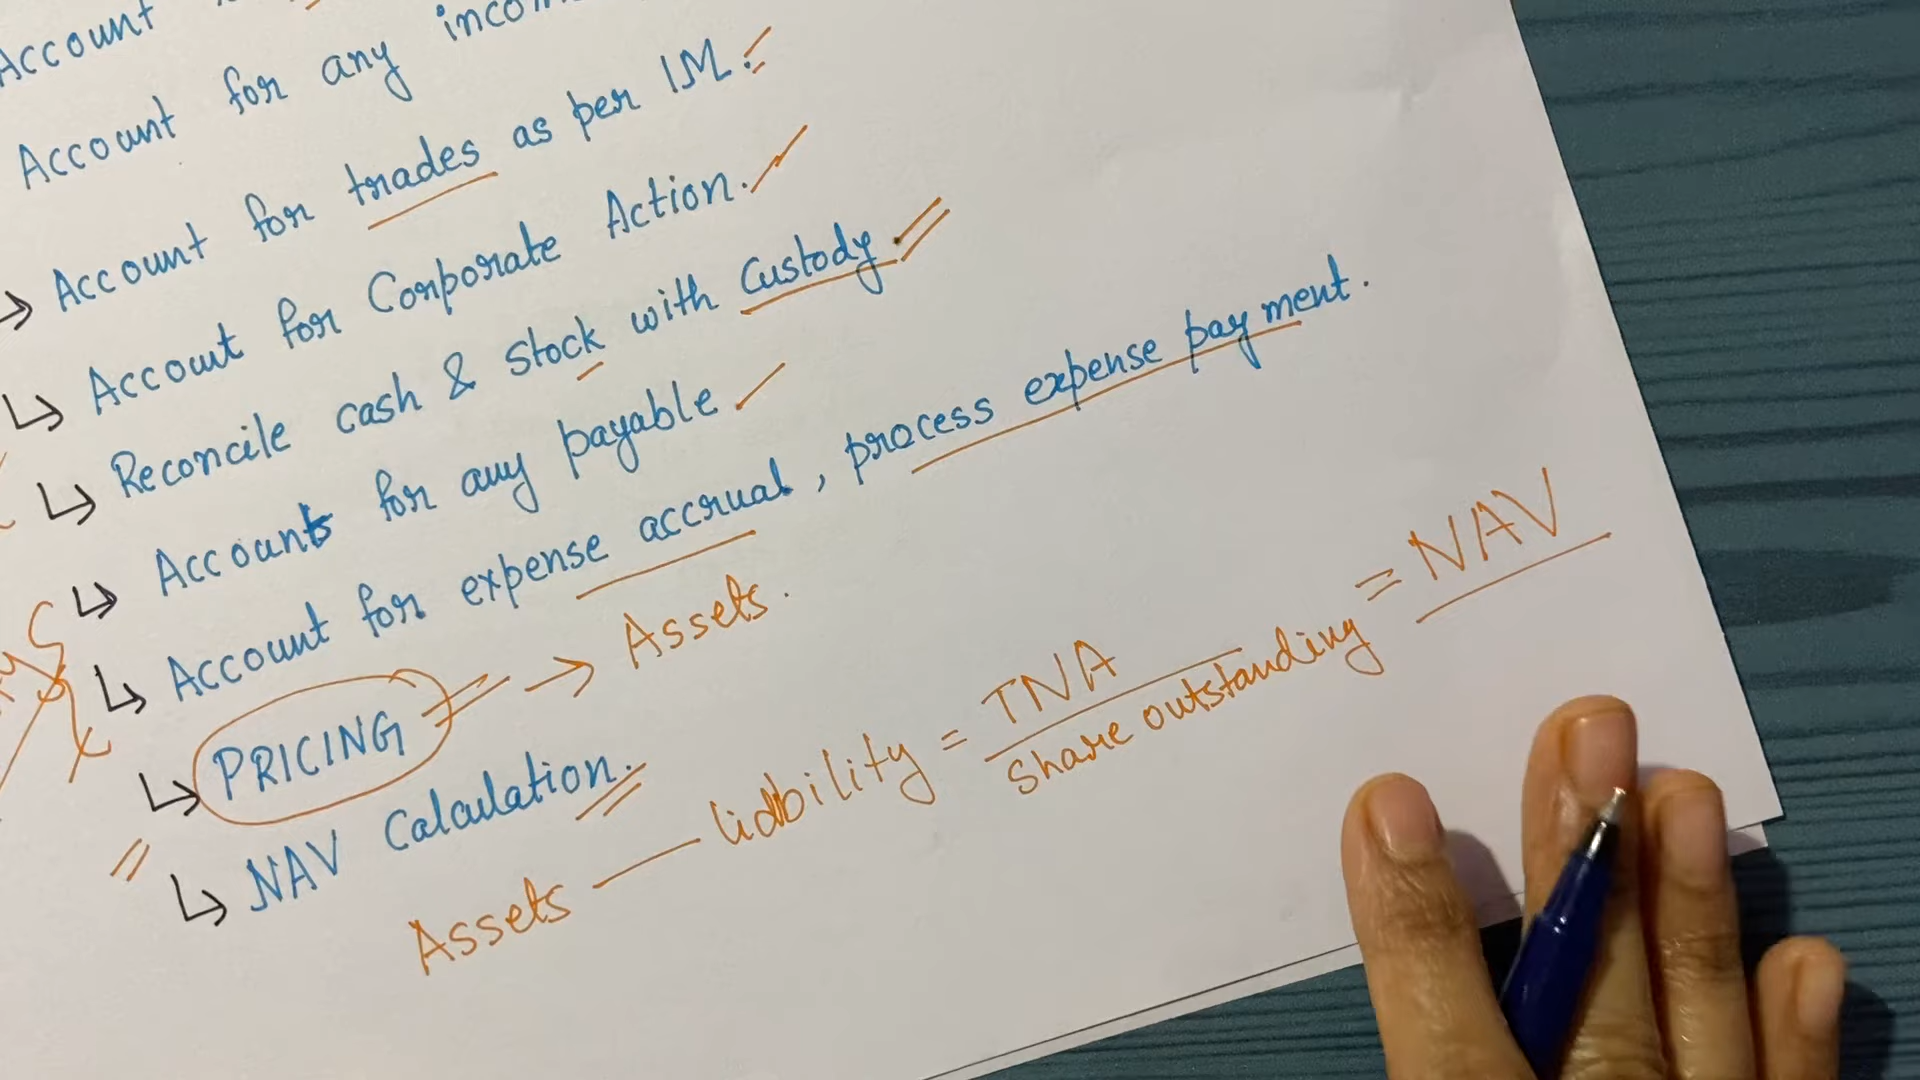 Account
Account for any
Account for trades as per IM.
Account for Corporate Action.
Reconcile cash & Stock with Custody
Accounts for any payable
Account for expense accrual, process expense payment.
PRICING → Assets.
NAV Calculation.
Assets — liability = TNA / Share outstanding = NAV